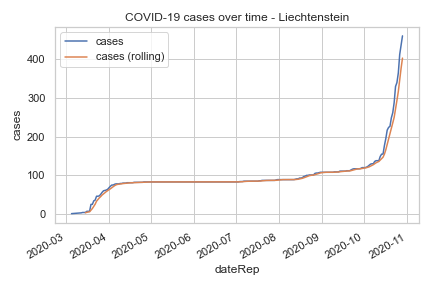 COVID-19 cases over time - Liechtenstein
cases
cases (rolling)
cases
400
300
200
100
0
2020-03
2020-04
2020-05
2020-06
2020-07
2020-08
2020-09
2020-10
2020-11
dateRep